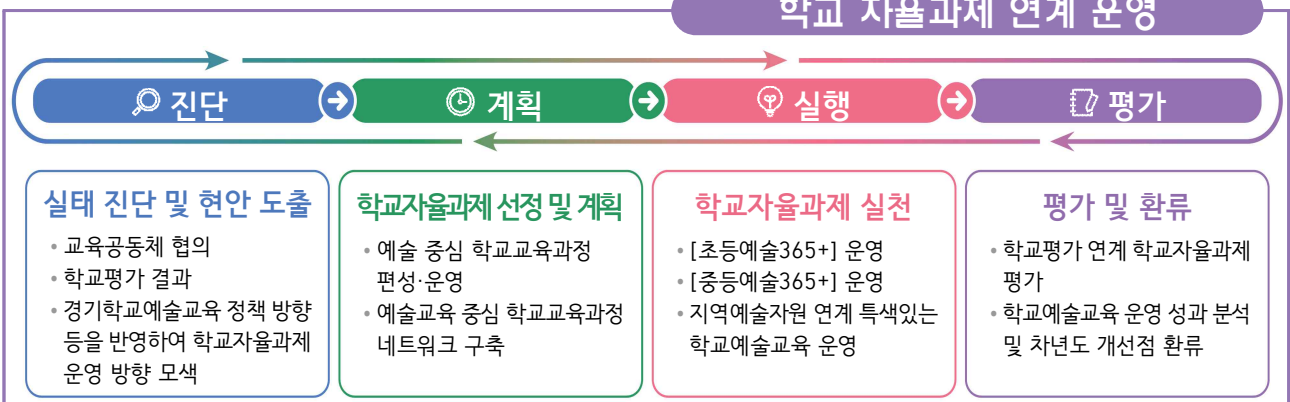 학교 자율과제 연계 운영
진단
계획
실행
평가
실태 진단 및 현안 도출
• 교육공동체 협의
• 학교평가 결과
• 경기학교예술교육 정책 방향
등을 반영하여 학교자율과제
운영 방향 모색
학교자율과제 선정 및 계획
• 예술 중심 학교교육과정
편성·운영
• 예술교육 중심 학교교육과정
네트워크 구축
학교자율과제 실천
• [초등예술365+] 운영
• [중등예술365+] 운영
• 지역예술자원 연계 특색있는
학교예술교육 운영
평가 및 환류
• 학교평가 연계 학교자율과제
평가
• 학교예술교육 운영 성과 분석
및 차년도 개선점 환류